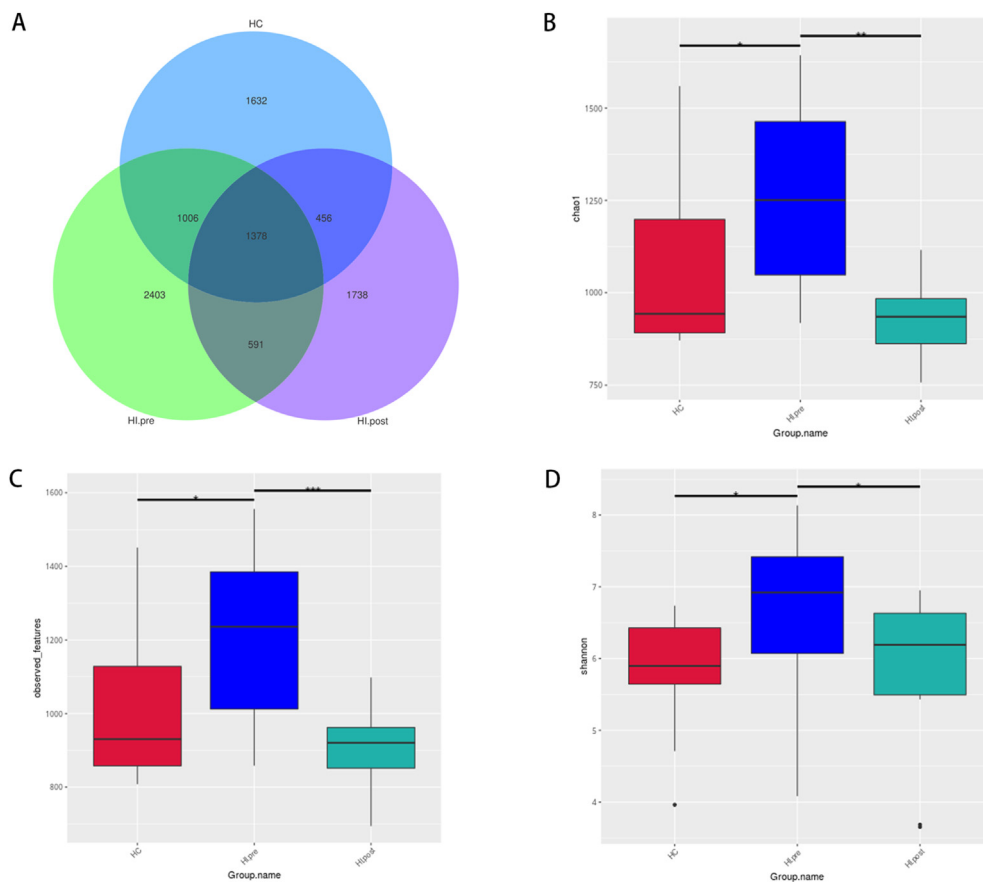 A
HC
1632
1006
456
1378
2403
1738
591
HI.pre
HI.post
B
*
**
1500
1250
1000
750
chao1
HC
HI.pre
HI.post
Group.name
C
*
***
1600
1400
1200
1000
800
observed_features
HC
HI.pre
HI.post
Group.name
D
*
*
8
7
6
5
4
shannon
HC
HI.pre
HI.post
Group.name